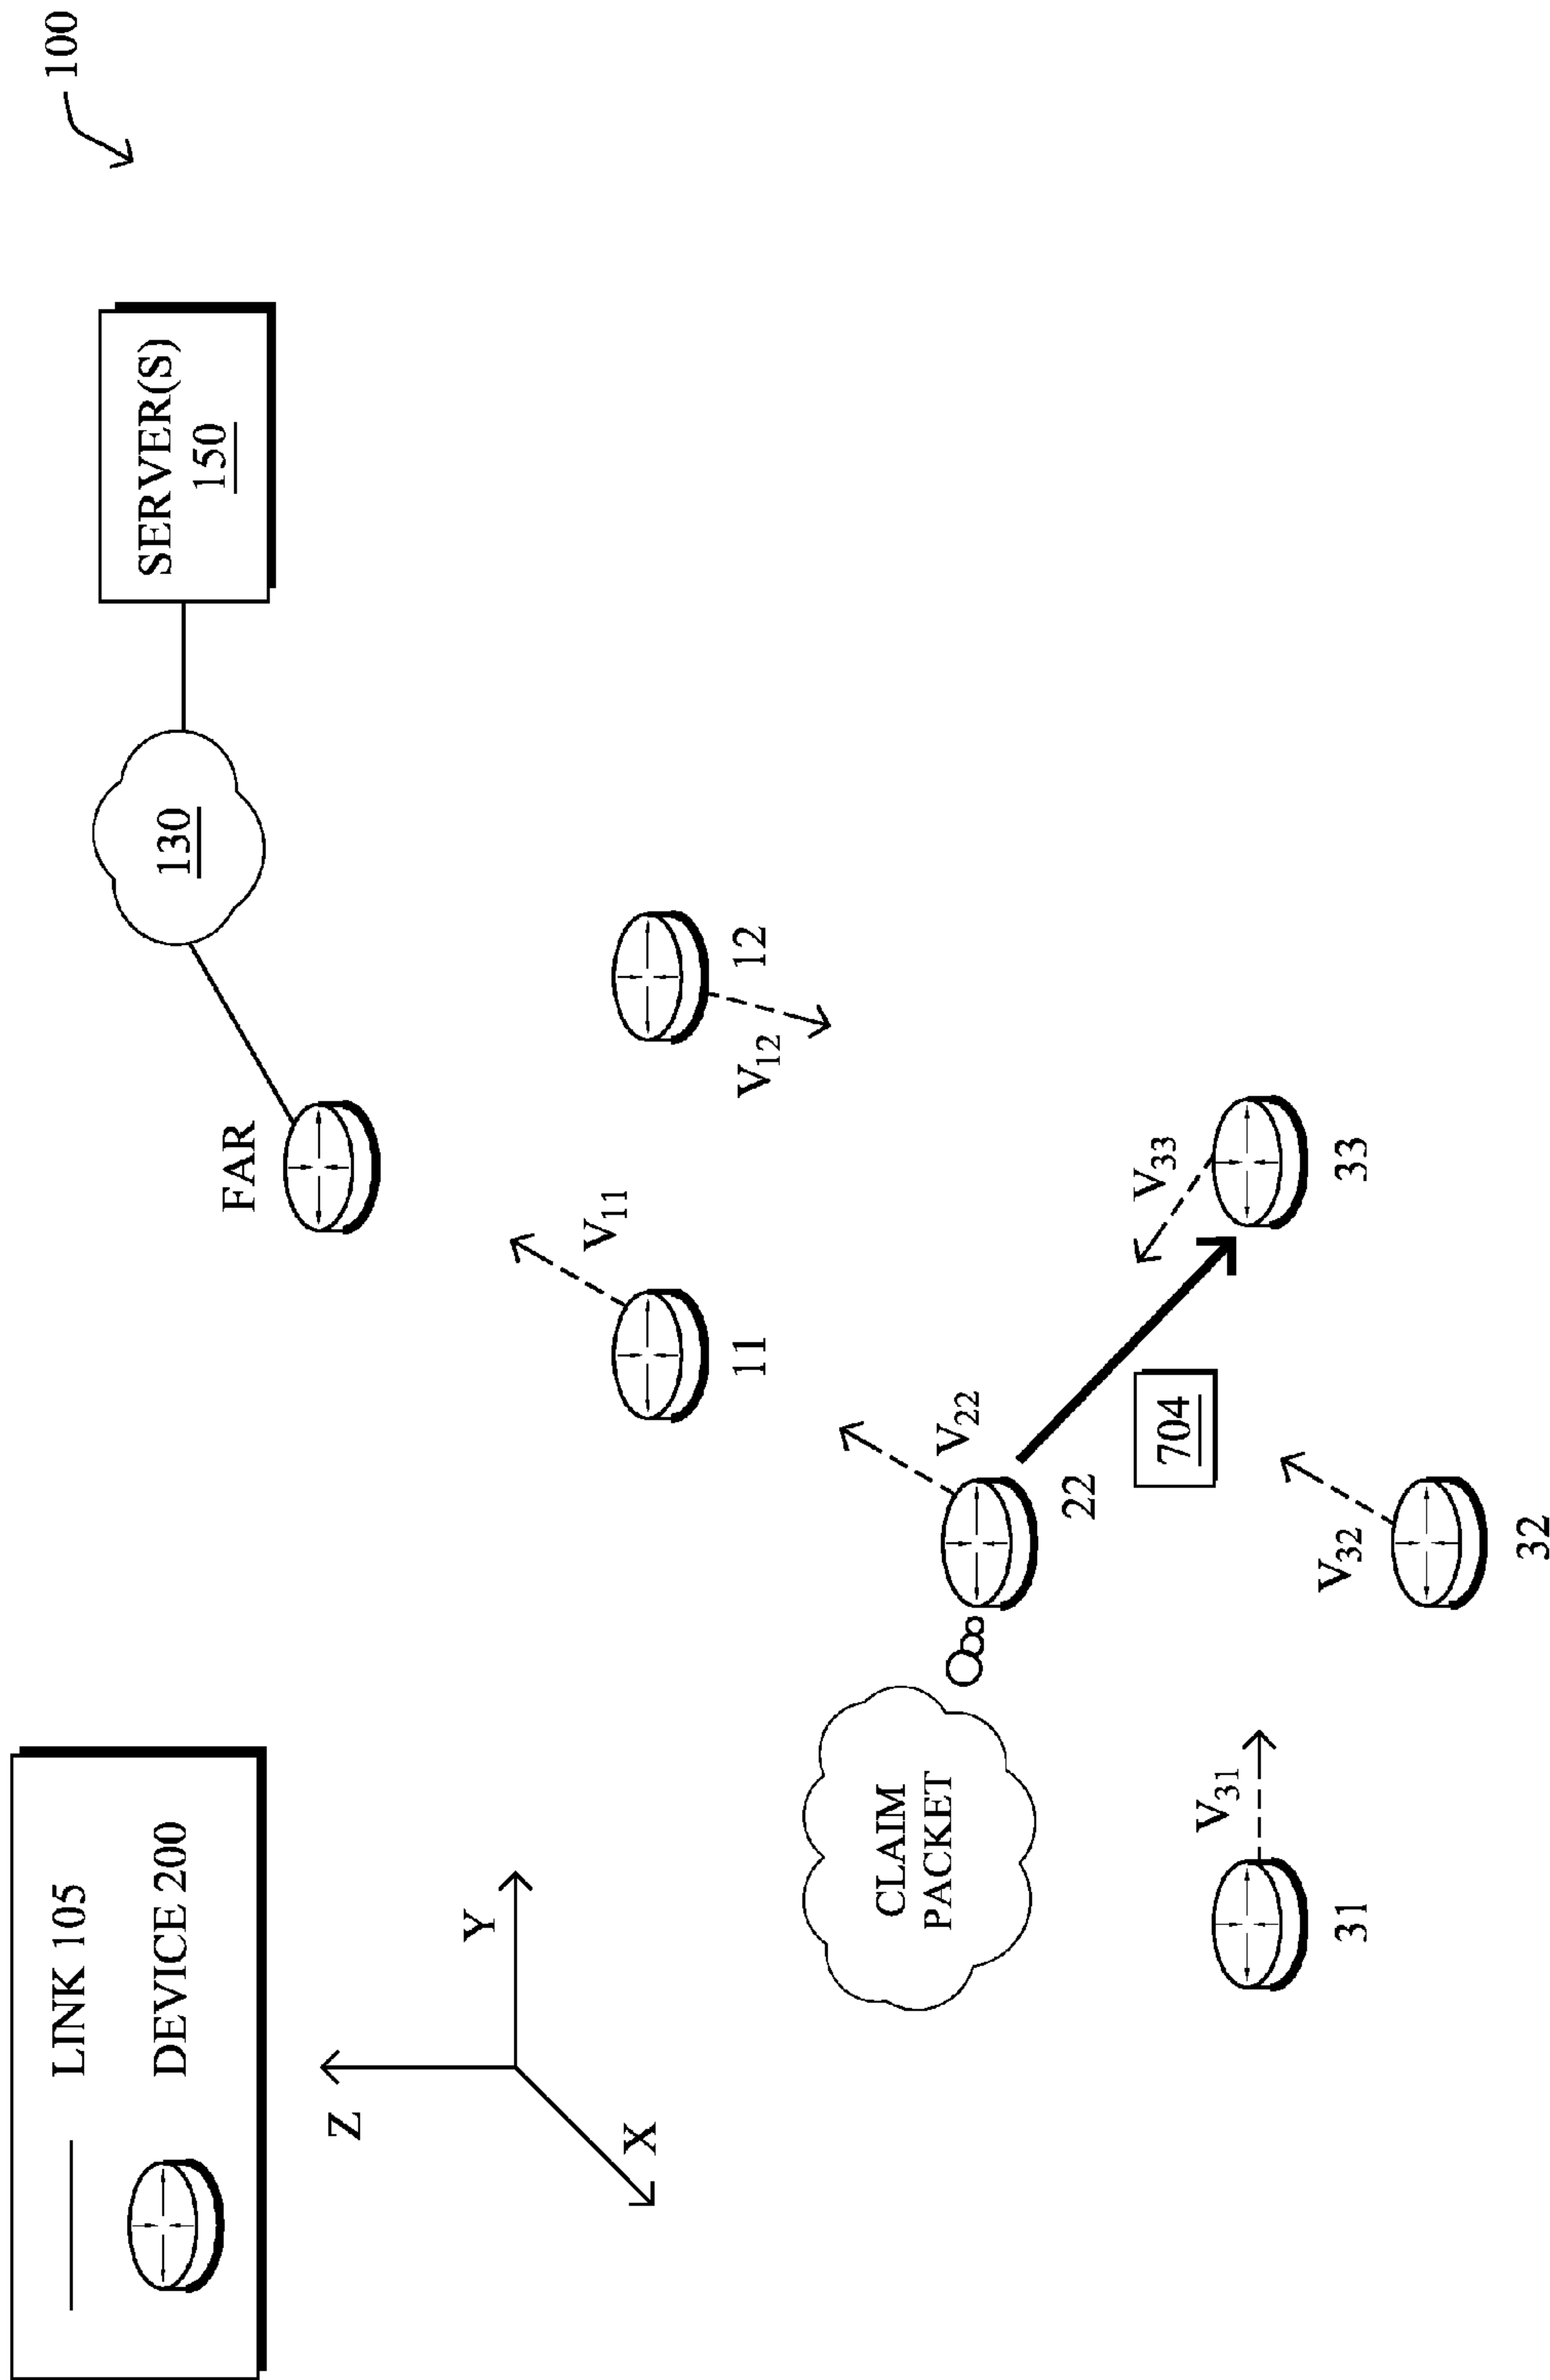 100
LINK 105
DEVICE 200
Z
Y
X
SERVER(S)
150
130
FAR
V11
11
12
V12
CLAIM
PACKET
V22
22
V33
33
704
V31
31
V32
32